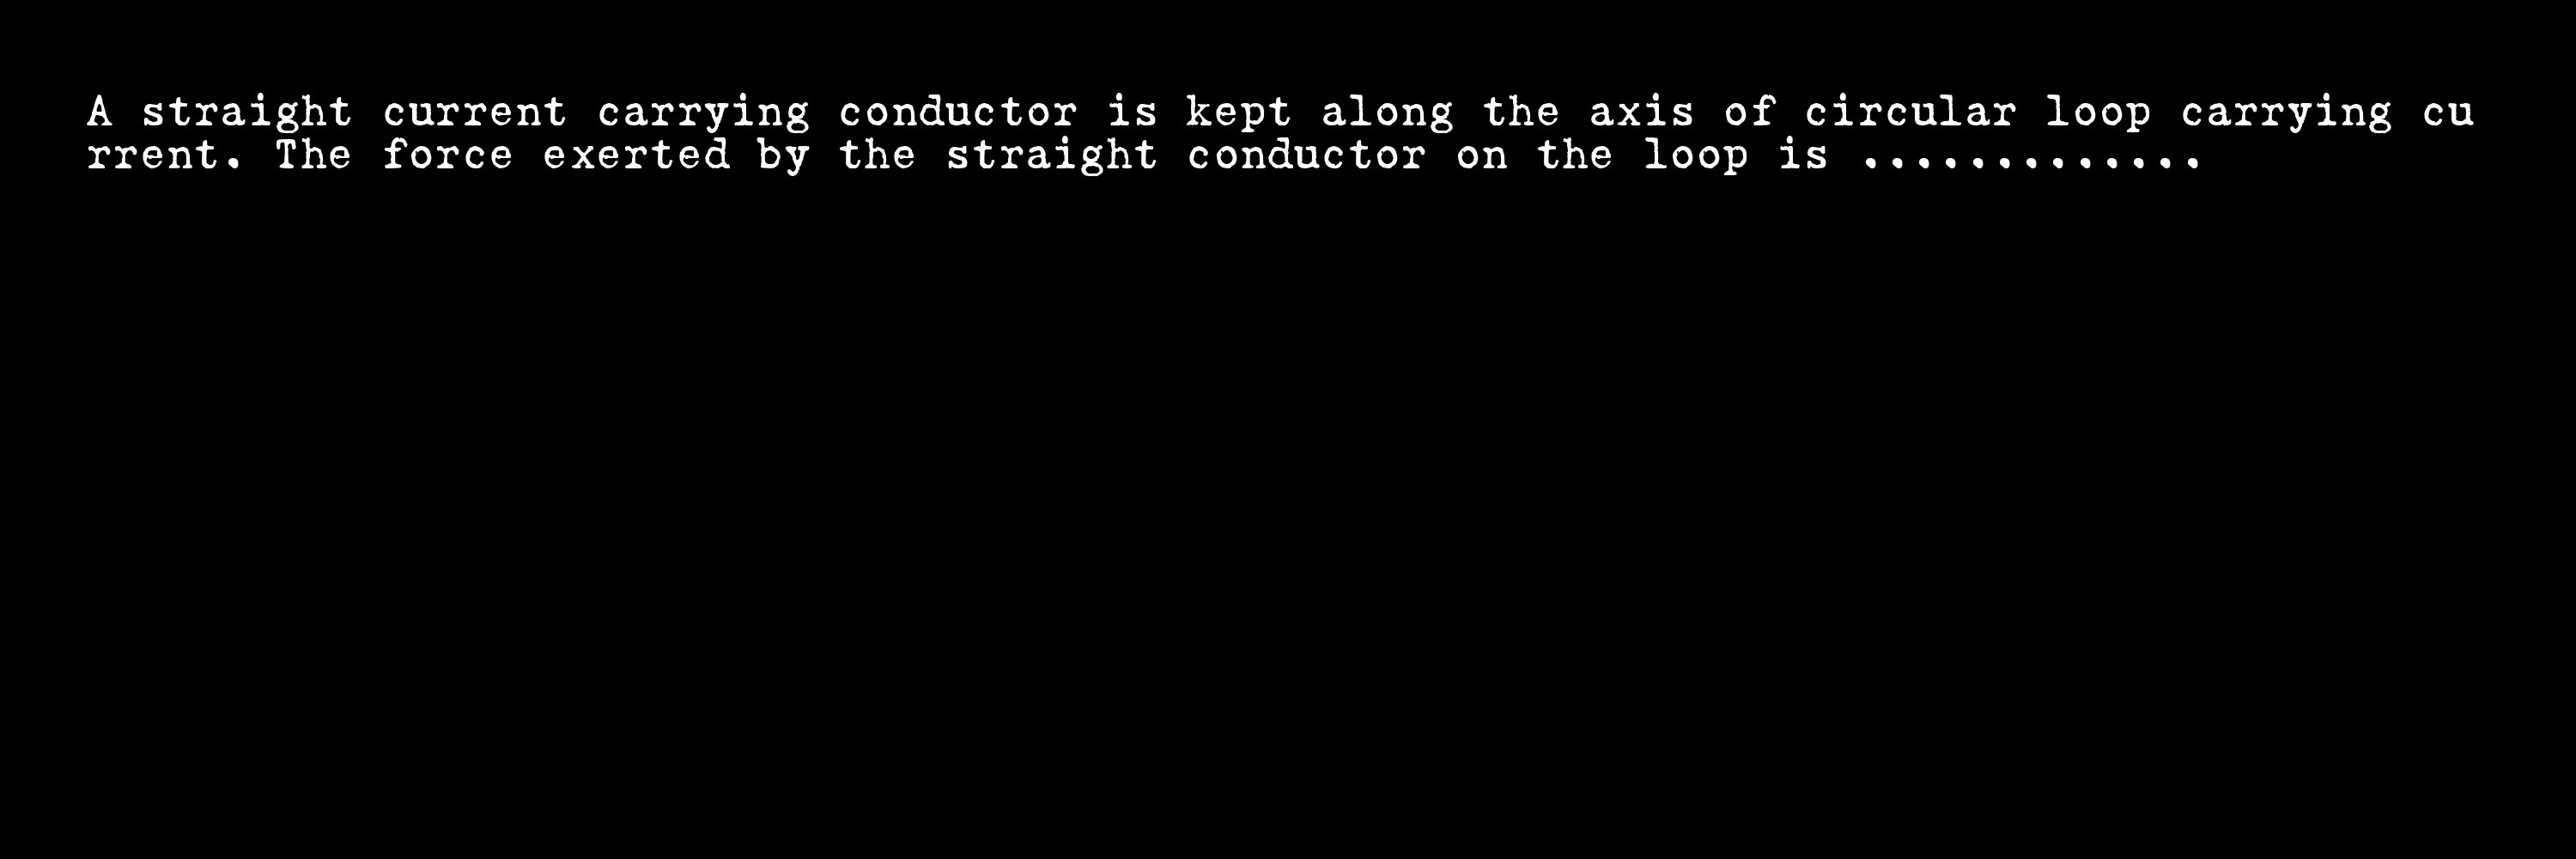 A straight current carrying conductor is kept along the axis of circular loop carrying cu
rrent. The force exerted by the straight conductor on the loop is .............